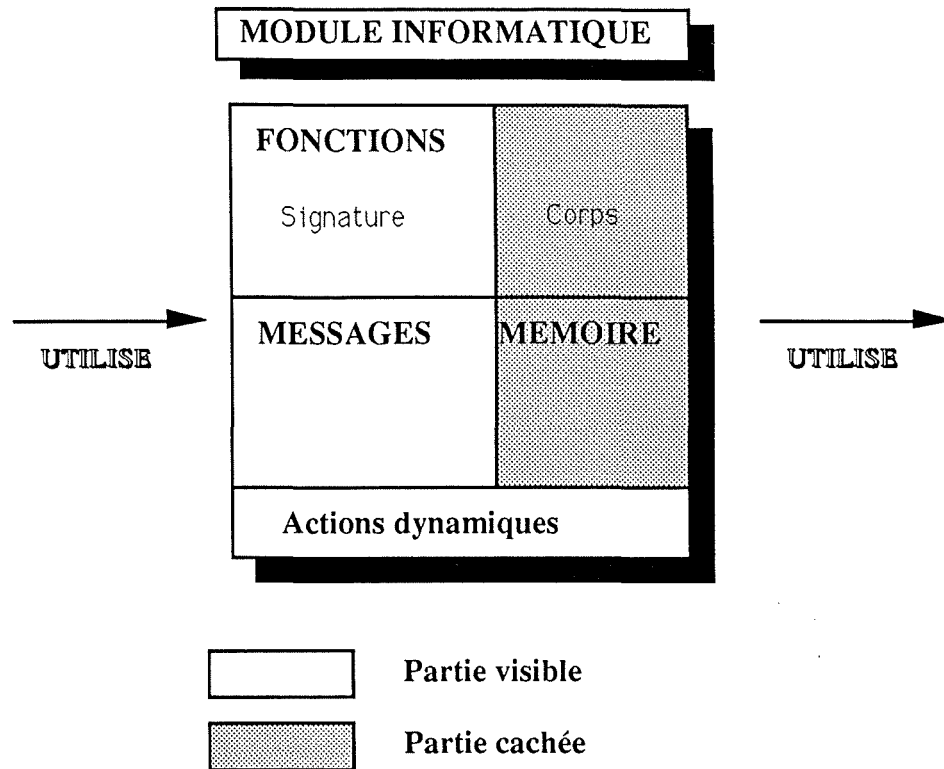 MODULE INFORMATIQUE
FONCTIONS
Signature
Corps
MESSAGES
MEMOIRE
UTILISE
UTILISE
Actions dynamiques
Partie visible
Partie cachée